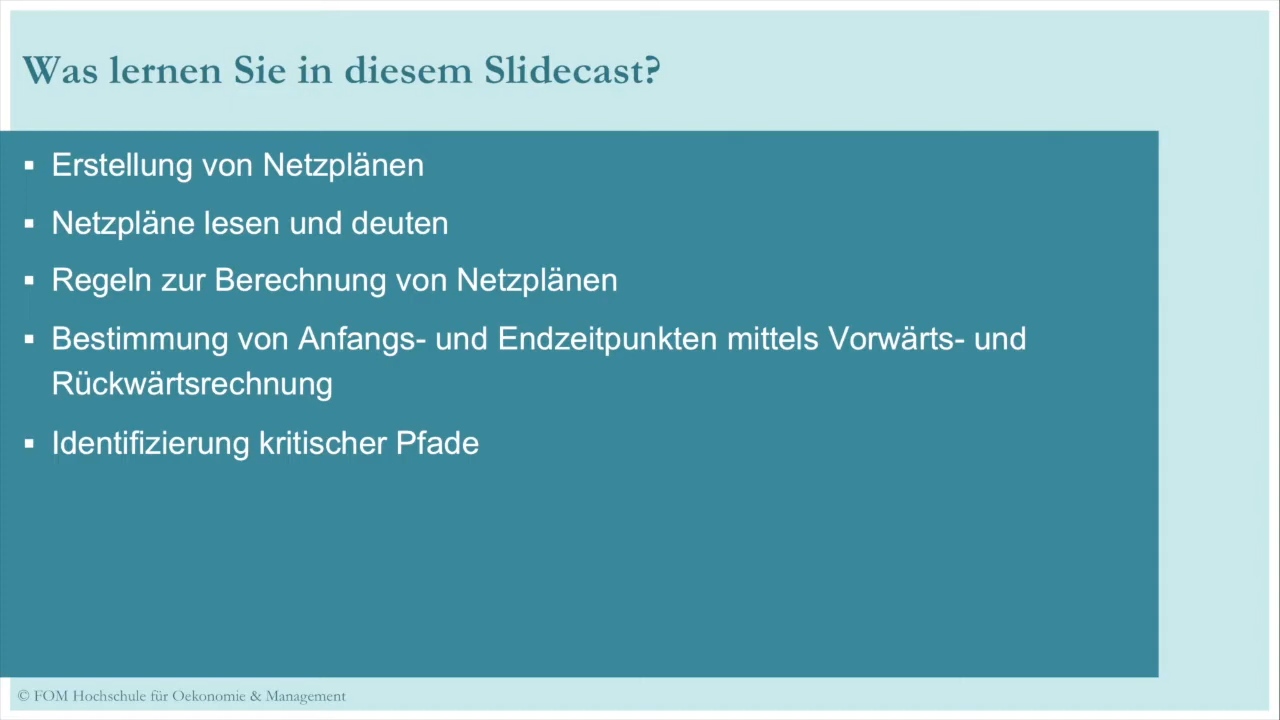 Was lernen Sie in diesem Slidecast?
▪ Erstellung von Netzplänen
▪ Netzpläne lesen und deuten
▪ Regeln zur Berechnung von Netzplänen
▪ Bestimmung von Anfangs- und Endzeitpunkten mittels Vorwärts- und
Rückwärtsrechnung
▪ Identifizierung kritischer Pfade
© FOM Hochschule für Oekonomie & Management